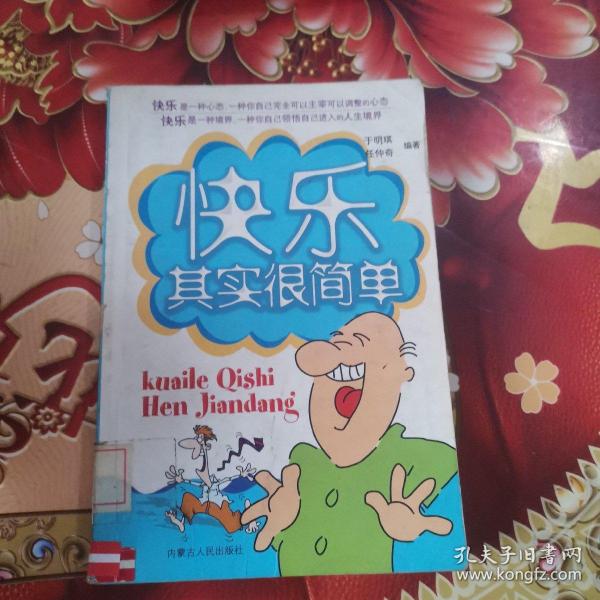 快乐是一种心态,一种你自己完全可以主宰可以调整的心态
快乐是一种境界,一种你自己领悟自己进入的人生境界
于明琪
任仲奇 编著
快乐
其实很简单
kuaile Qishi
Hen Jiandang
内蒙古人民出版社
孔夫子旧书网
www.kongfz.com